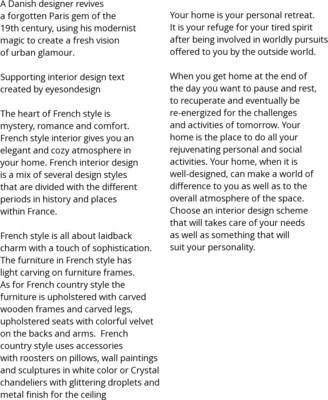 A Danish designer revives
a forgotten Paris gem of the
19th century, using his modernist
magic to create a fresh vision
of urban glamour.

Supporting interior design text
created by eyesondesign

The heart of French style is
mystery, romance and comfort.
French style interior gives you an
elegant and cozy atmosphere in
your home. French interior design
is a mix of several design styles
that are divided with the different
periods in history and places
within France.

French style is all about laidback
charm with a touch of sophistication.
The furniture in French style has
light carving on furniture frames.
As for French country style the
furniture is upholstered with carved
wooden frames and carved legs,
upholstered seats with colorful velvet
on the backs and arms.  French
country style uses accessories
with roosters on pillows, wall paintings
and sculptures in white color or Crystal
chandeliers with glittering droplets and
metal finish for the ceiling

Your home is your personal retreat.
It is your refuge for your tired spirit
after being involved in worldly pursuits
offered to you by the outside world.

When you get home at the end of
the day you want to pause and rest,
to recuperate and eventually be
re-energized for the challenges
and activities of tomorrow. Your
home is the place to do all your
rejuvenating personal and social
activities. Your home, when it is
well-designed, can make a world of
difference to you as well as to the
overall atmosphere of the space.
Choose an interior design scheme
that will take care of your needs
as well as something that will
suit your personality.